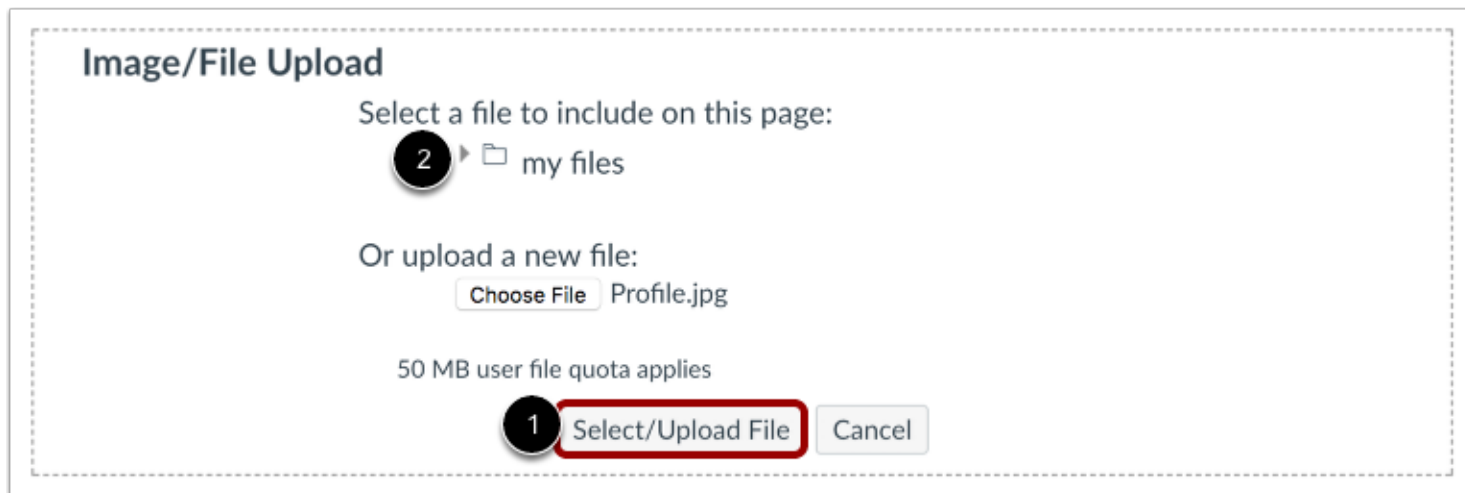 Image/File Upload
Select a file to include on this page:
2 my files
Or upload a new file:
Choose File Profile.jpg
50 MB user file quota applies
1 Select/Upload File Cancel